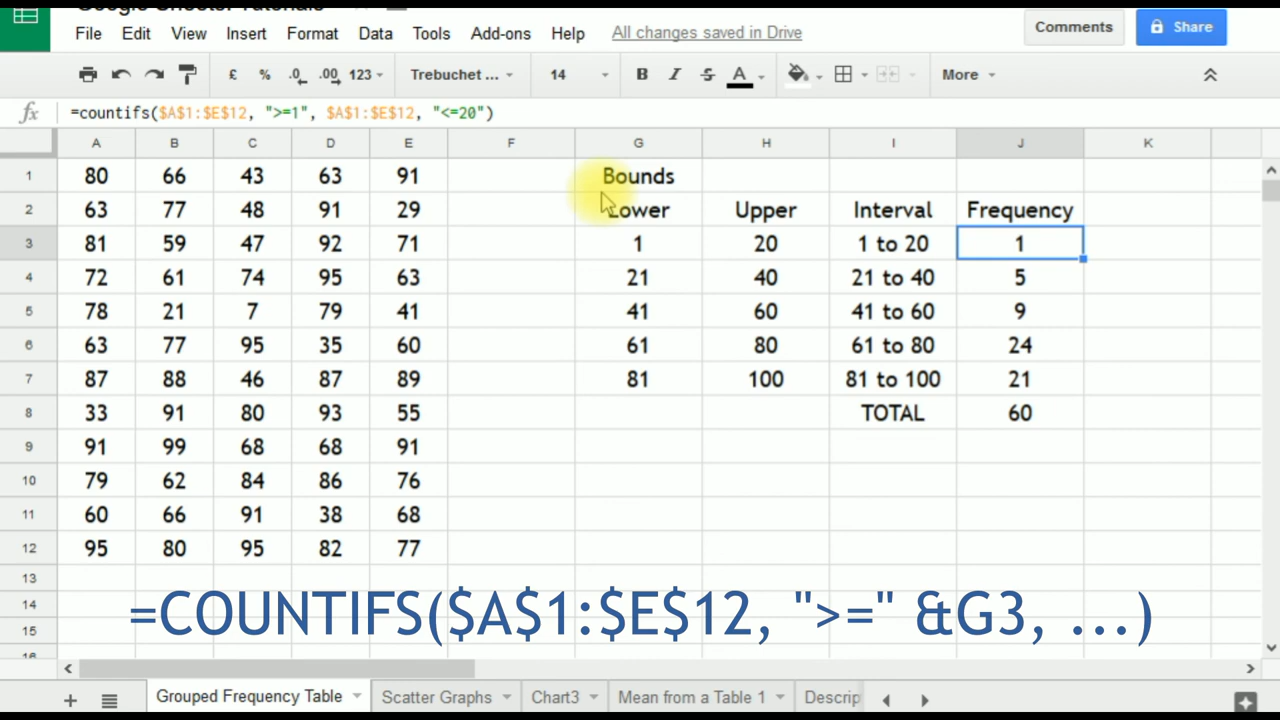 Google Sheets: Tutorials
File Edit View Insert Format Data Tools Add-ons Help All changes saved in Drive Comments Share
£ % .0 .00 123 Trebuchet ... 14 B I S A More
fx =countifs($A$1:$E$12, ">=1", $A$1:$E$12, "<=20")
A B C D E F G H I J K
1 80 66 43 63 91 Bounds
2 63 77 48 91 29 Lower Upper Interval Frequency
3 81 59 47 92 71 1 20 1 to 20 1
4 72 61 74 95 63 21 40 21 to 40 5
5 78 21 7 79 41 41 60 41 to 60 9
6 63 77 95 35 60 61 80 61 to 80 24
7 87 88 46 87 89 81 100 81 to 100 21
8 33 91 80 93 55 TOTAL 60
9 91 99 68 68 91
10 79 62 84 86 76
11 60 66 91 38 68
12 95 80 95 82 77
13
14
15
16
=COUNTIFS($A$1:$E$12, ">=" &G3, ...)
Grouped Frequency Table Scatter Graphs Chart3 Mean from a Table 1 Descrip